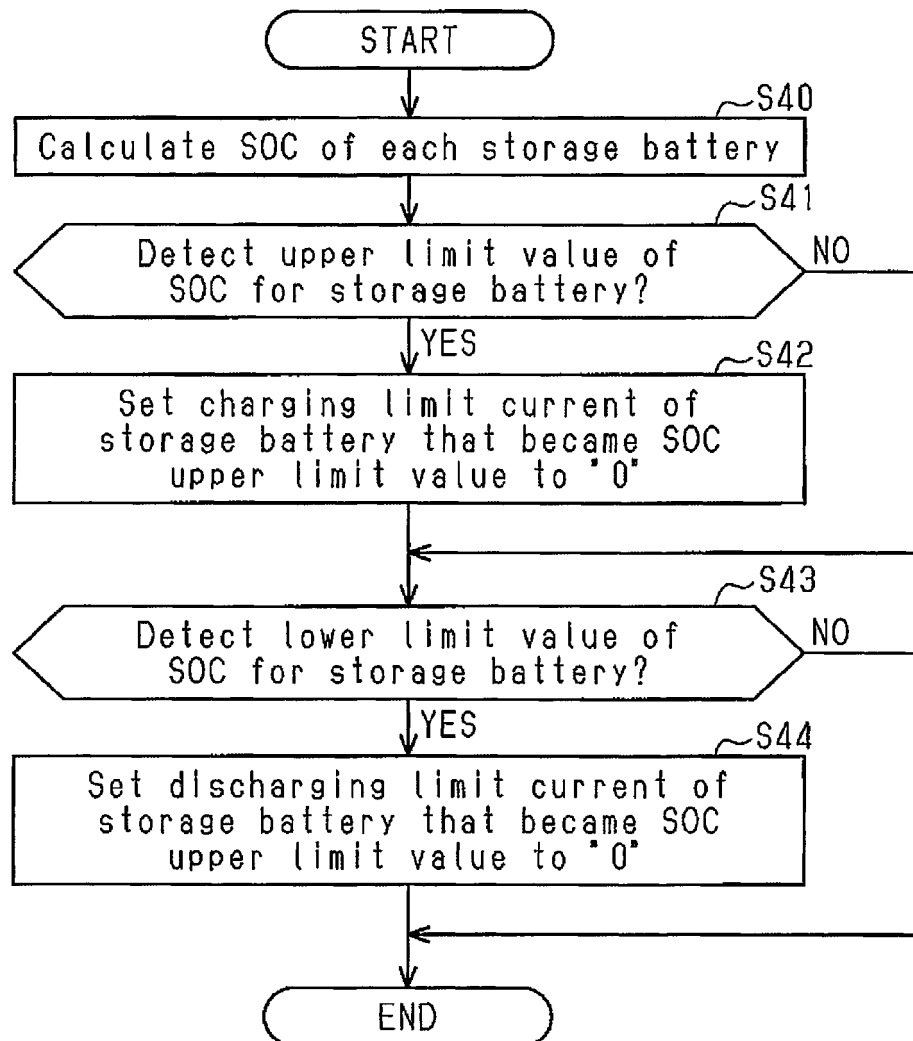 START
S40
Calculate SOC of each storage battery
S41
Detect upper limit value of
SOC for storage battery?
NO
YES
S42
Set charging limit current of
storage battery that became SOC
upper limit value to "0"
S43
Detect lower limit value of
SOC for storage battery?
NO
YES
S44
Set discharging limit current of
storage battery that became SOC
upper limit value to "0"
END